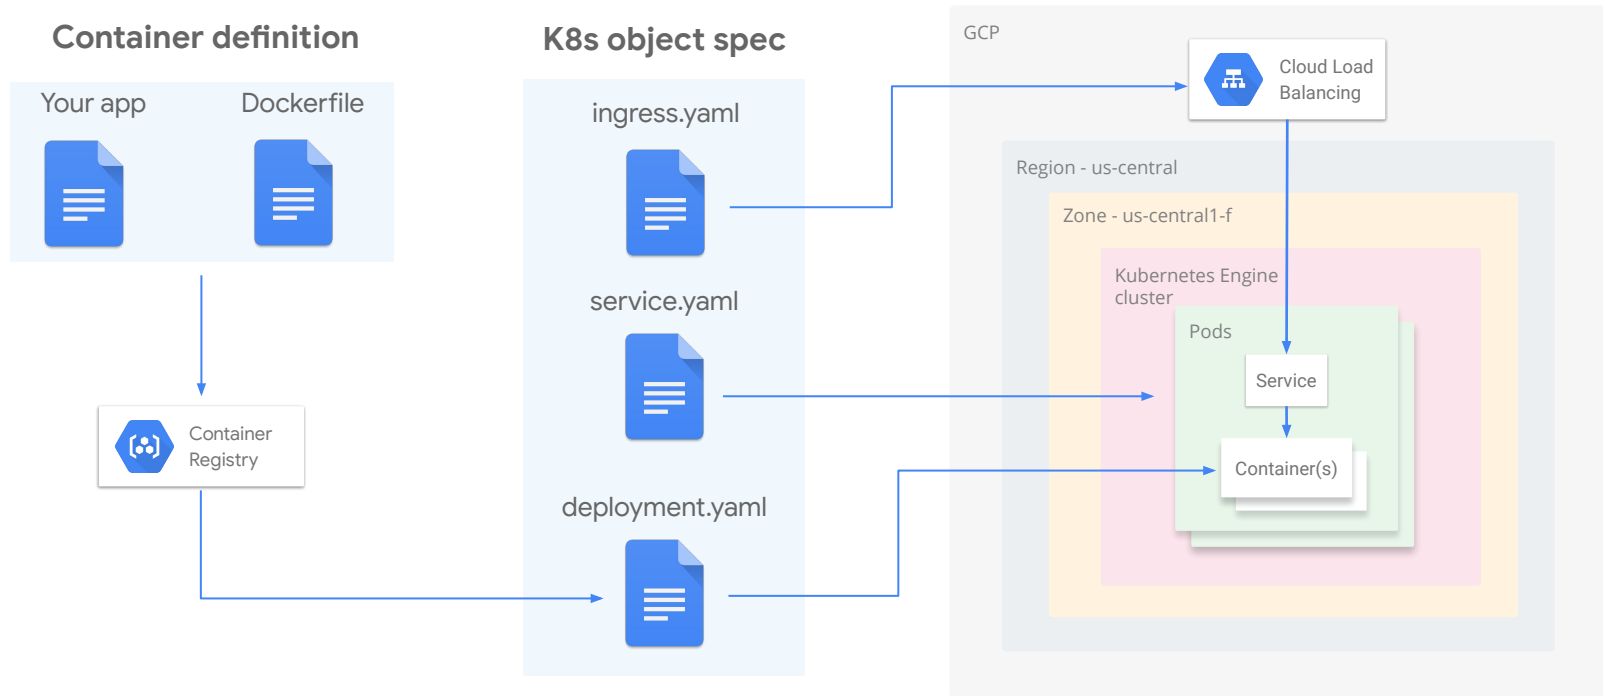 Container definition
Your app
Dockerfile
Container
Registry
K8s object spec
ingress.yaml
service.yaml
deployment.yaml
GCP
Cloud Load
Balancing
Region - us-central
Zone - us-central1-f
Kubernetes Engine
cluster
Pods
Service
Container(s)